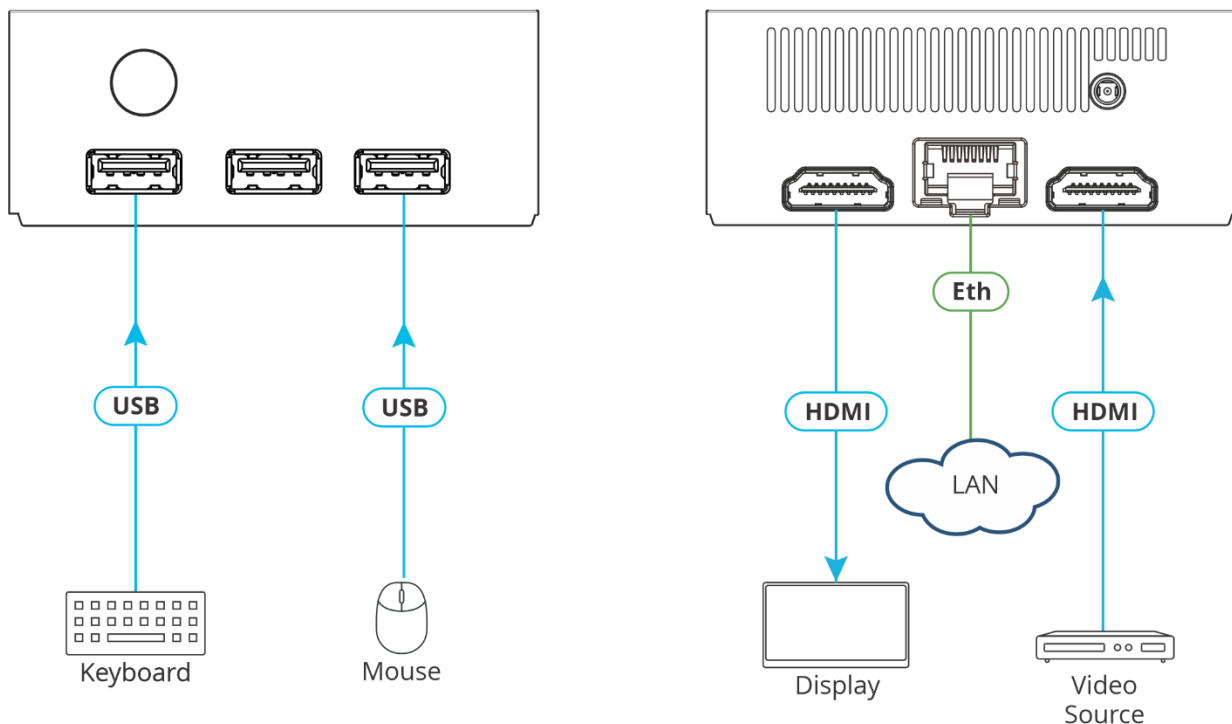 Eth
USB
USB
HDMI
HDMI
LAN
Keyboard
Mouse
Display
Video
Source